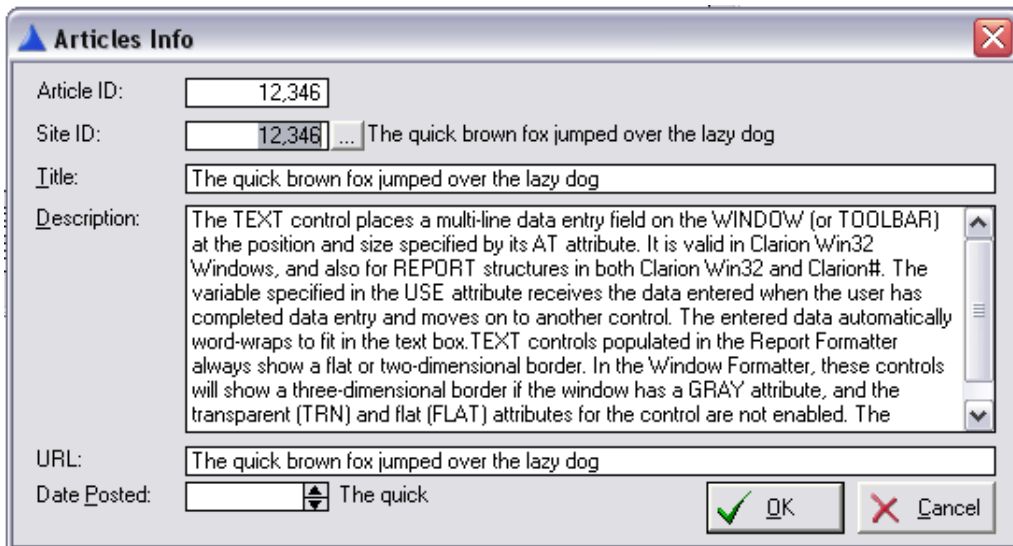 Articles Info
Article ID: 12,346
Site ID: 12,346 ... The quick brown fox jumped over the lazy dog
Title: The quick brown fox jumped over the lazy dog
Description: The TEXT control places a multi-line data entry field on the WINDOW (or TOOLBAR)
at the position and size specified by its AT attribute. It is valid in Clarion Win32
Windows, and also for REPORT structures in both Clarion Win32 and Clarion#. The
variable specified in the USE attribute receives the data entered when the user has
completed data entry and moves on to another control. The entered data automatically
word-wraps to fit in the text box.TEXT controls populated in the Report Formatter
always show a flat or two-dimensional border. In the Window Formatter, these controls
will show a three-dimensional border if the window has a GRAY attribute, and the
transparent (TRN) and flat (FLAT) attributes for the control are not enabled. The
URL: The quick brown fox jumped over the lazy dog
Date Posted: The quick
OK Cancel